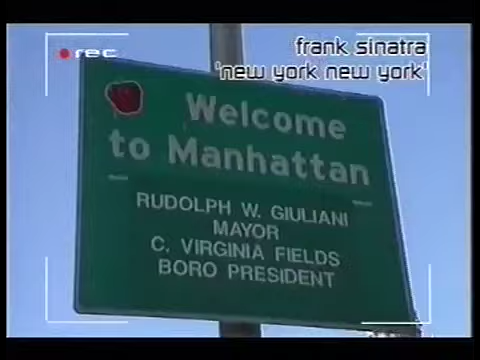 rec
frank sinatra
'new york new york'
Welcome
to Manhattan
RUDOLPH W. GIULIANI
MAYOR
C. VIRGINIA FIELDS
BORO PRESIDENT